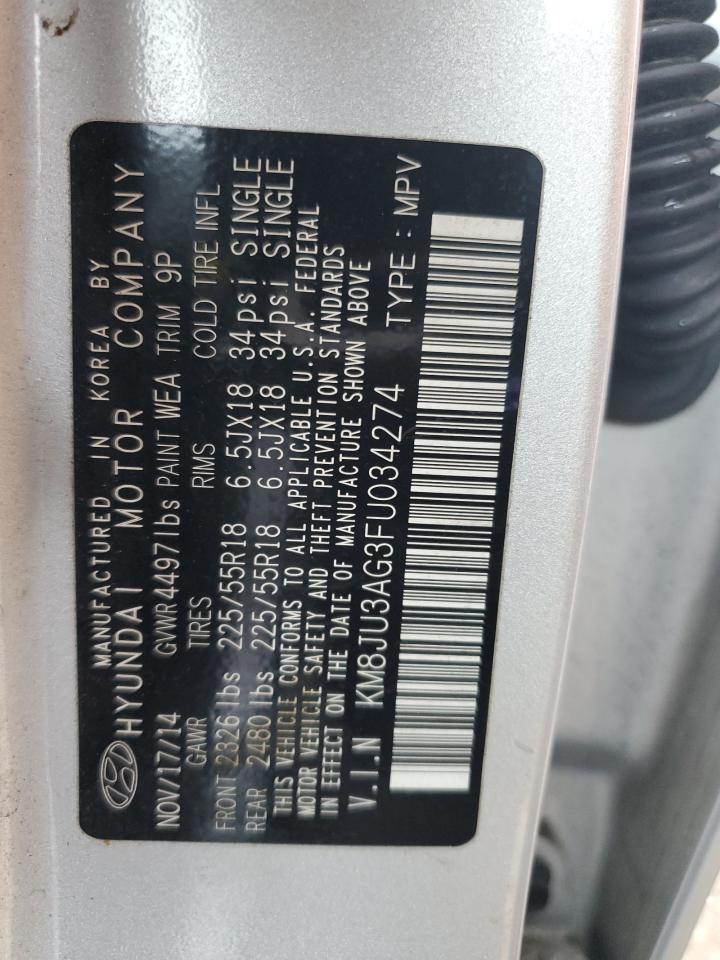 MANUFACTURED IN KOREA BY
HYUNDAI MOTOR COMPANY
NOV/17/14 GVWR4497lbs PAINT WEA TRIM 9P
GAWR TIRES RIMS COLD TIRE INFL
FRONT 2326lbs 225/55R18 6.5JX18 34psi SINGLE
REAR 2480lbs 225/55R18 6.5JX18 34psi SINGLE
THIS VEHICLE CONFORMS TO ALL APPLICABLE U.S.A. FEDERAL
MOTOR VEHICLE SAFETY AND THEFT PREVENTION STANDARDS
IN EFFECT ON THE DATE OF MANUFACTURE SHOWN ABOVE
V.I.N KM8JU3AG3FU034274 TYPE : MPV